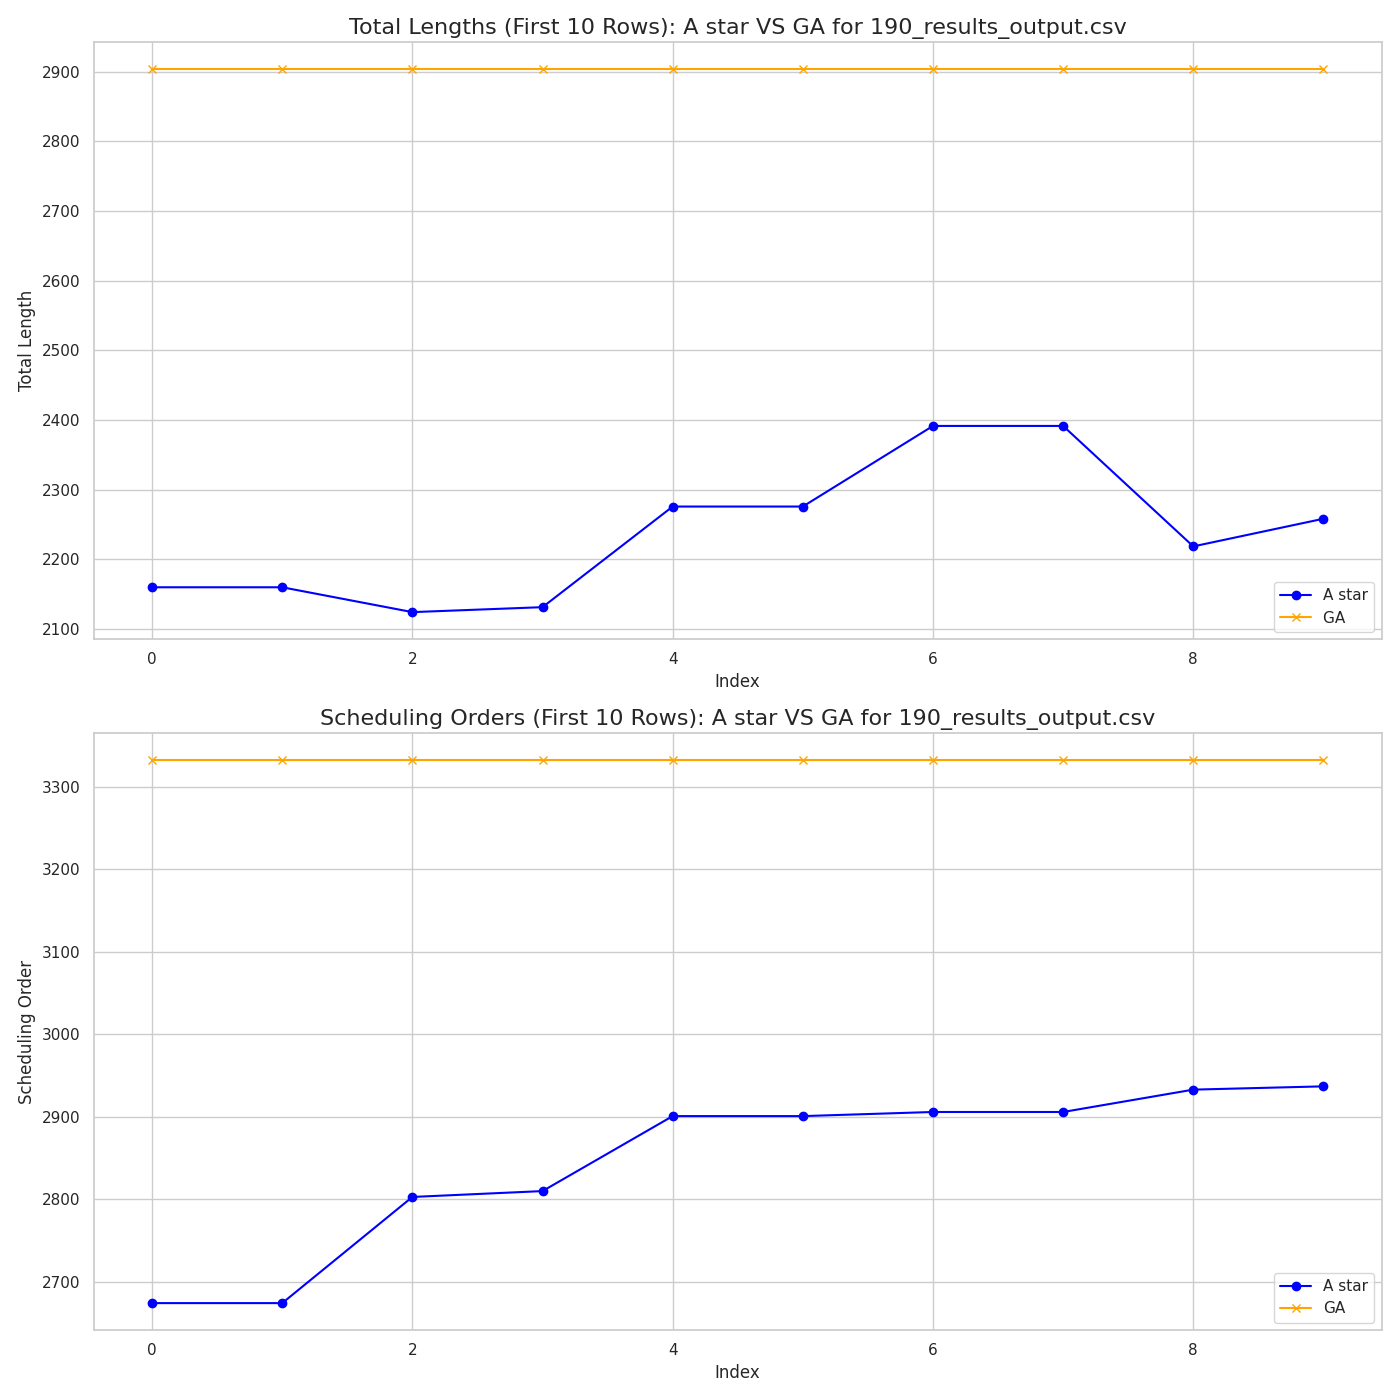 Total Lengths (First 10 Rows): A star VS GA for 190_results_output.csv
2900
2800
2700
2600
2500
2400
2300
2200
2100
Total Length
A star
GA
0 2 4 6 8
Index
Scheduling Orders (First 10 Rows): A star VS GA for 190_results_output.csv
3300
3200
3100
3000
2900
2800
2700
Scheduling Order
A star
GA
0 2 4 6 8
Index